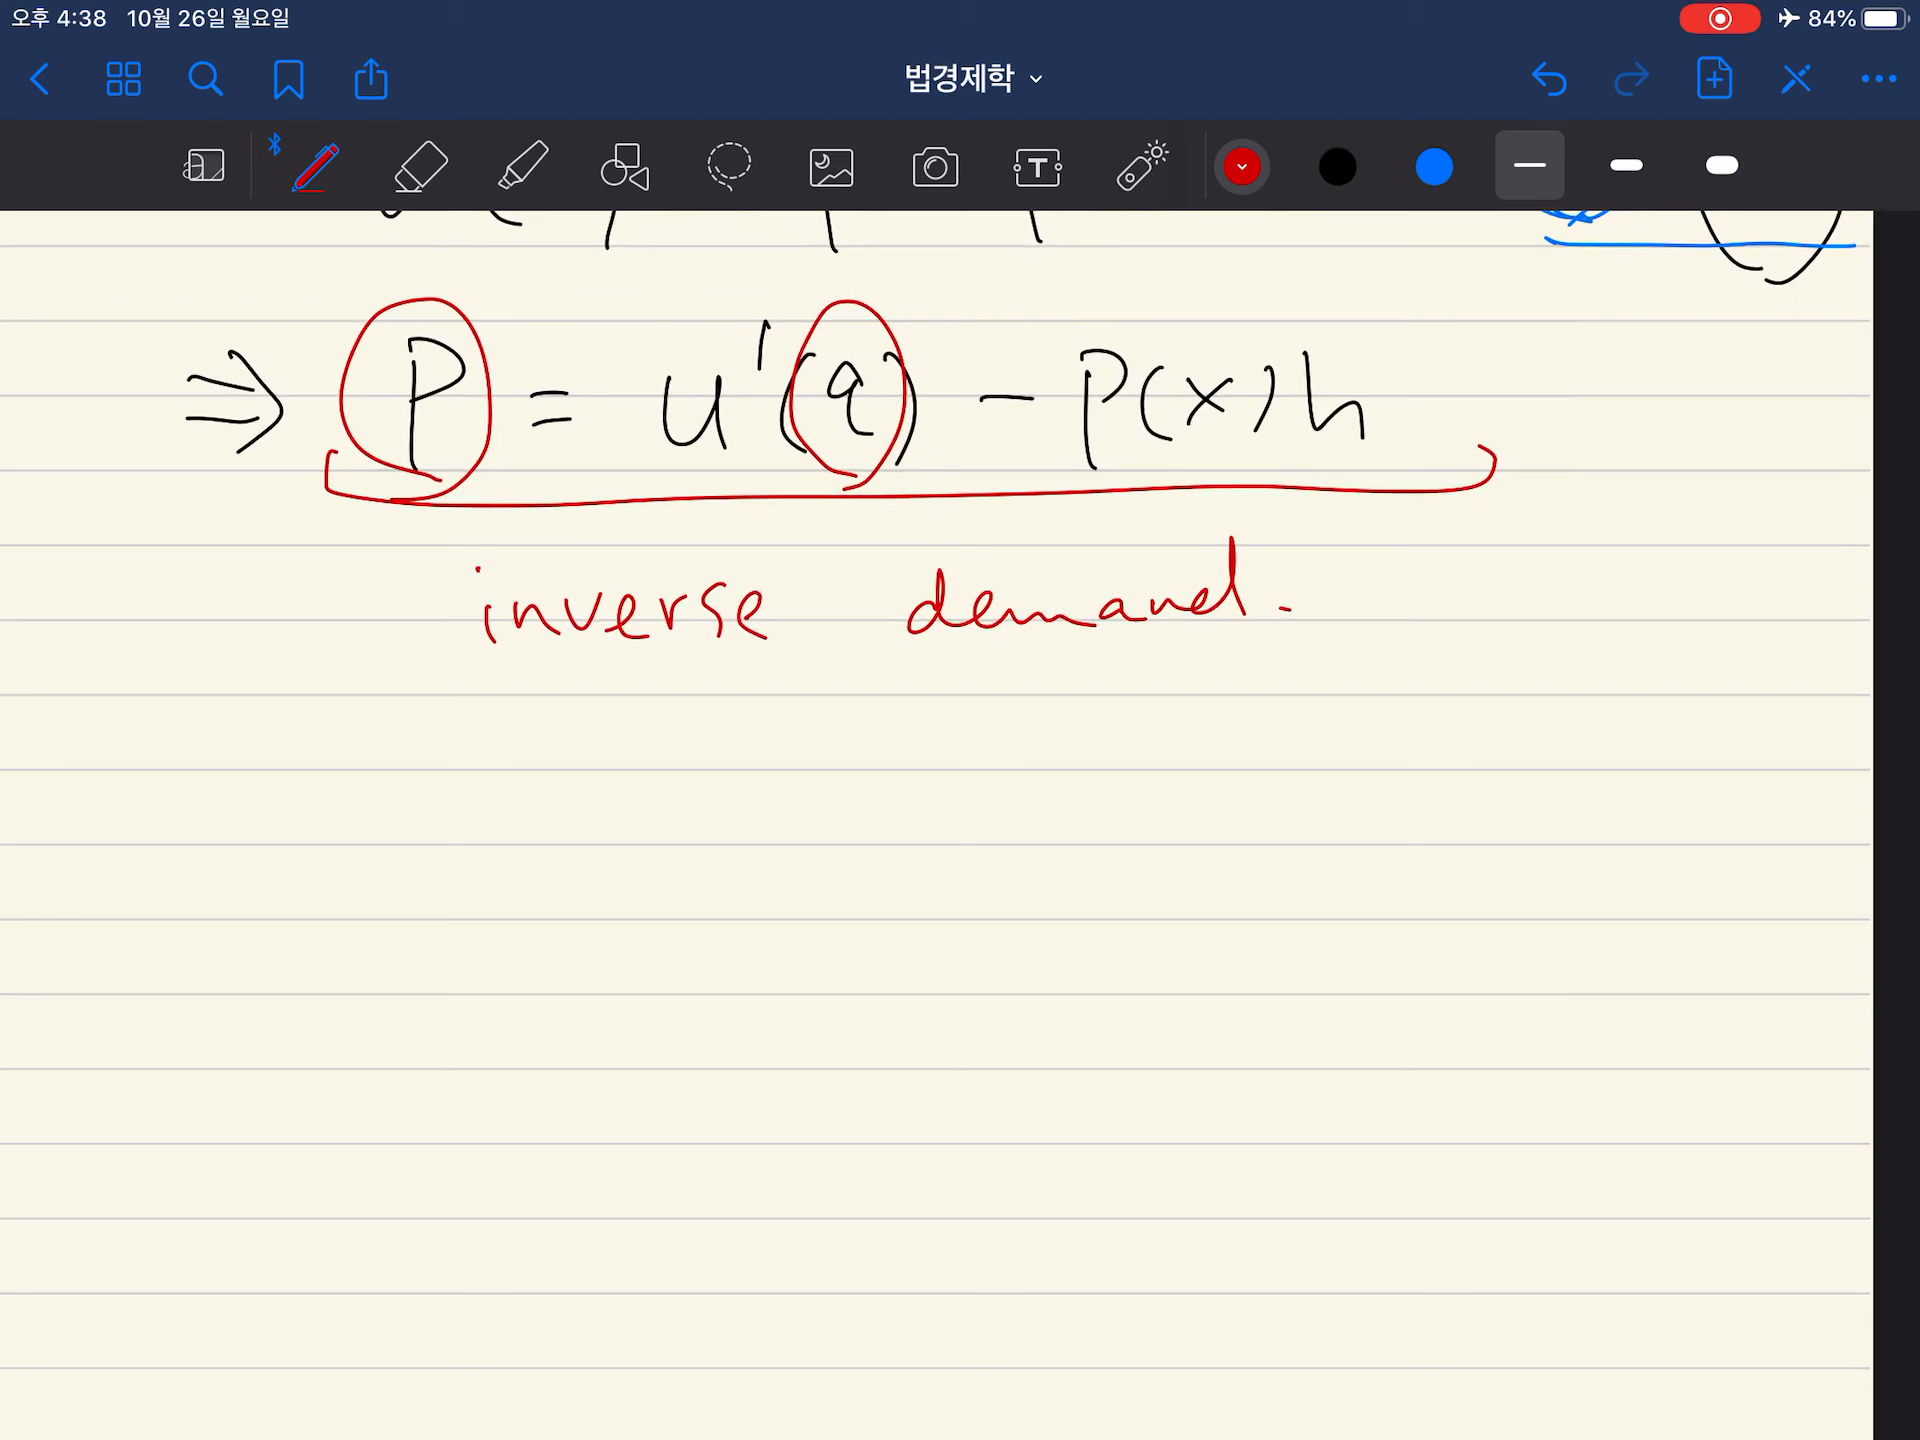 오후 4:38 10월 26일 월요일 84%
법경제학
⇒ P = u'(q) - P(x)h
inverse demand.